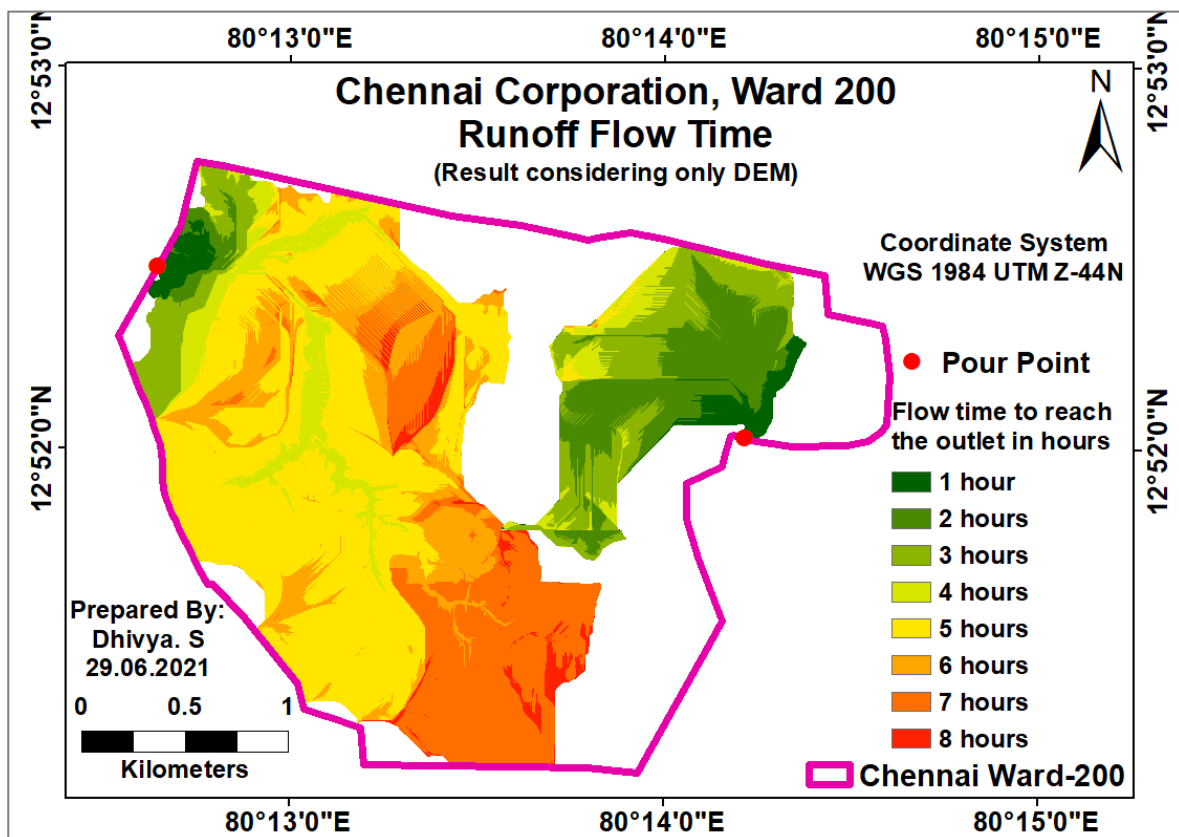 80°13'0"E 80°14'0"E 80°15'0"E
12°53'0"N
12°53'0"N
Chennai Corporation, Ward 200
Runoff Flow Time
(Result considering only DEM)
N
Coordinate System
WGS 1984 UTM Z-44N
Pour Point
Flow time to reach
the outlet in hours
1 hour
2 hours
3 hours
4 hours
5 hours
6 hours
7 hours
8 hours
Chennai Ward-200
12°52'0"N
12°52'0"N
Prepared By:
Dhivya. S
29.06.2021
0 0.5 1
Kilometers
80°13'0"E 80°14'0"E 80°15'0"E